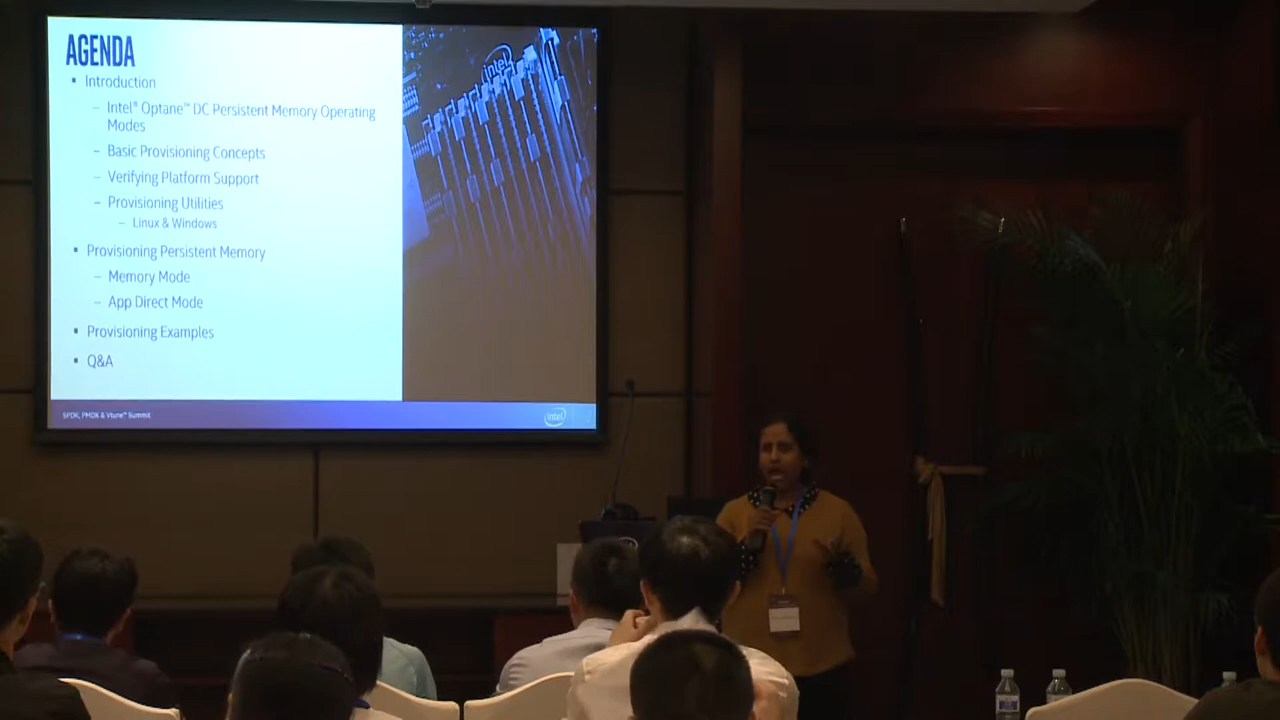 AGENDA
▪ Introduction
– Intel® Optane™ DC Persistent Memory Operating
Modes
– Basic Provisioning Concepts
– Verifying Platform Support
– Provisioning Utilities
– Linux & Windows
▪ Provisioning Persistent Memory
– Memory Mode
– App Direct Mode
▪ Provisioning Examples
▪ Q&A
intel
SPDK, PMDK & Vtune™ Summit
intel